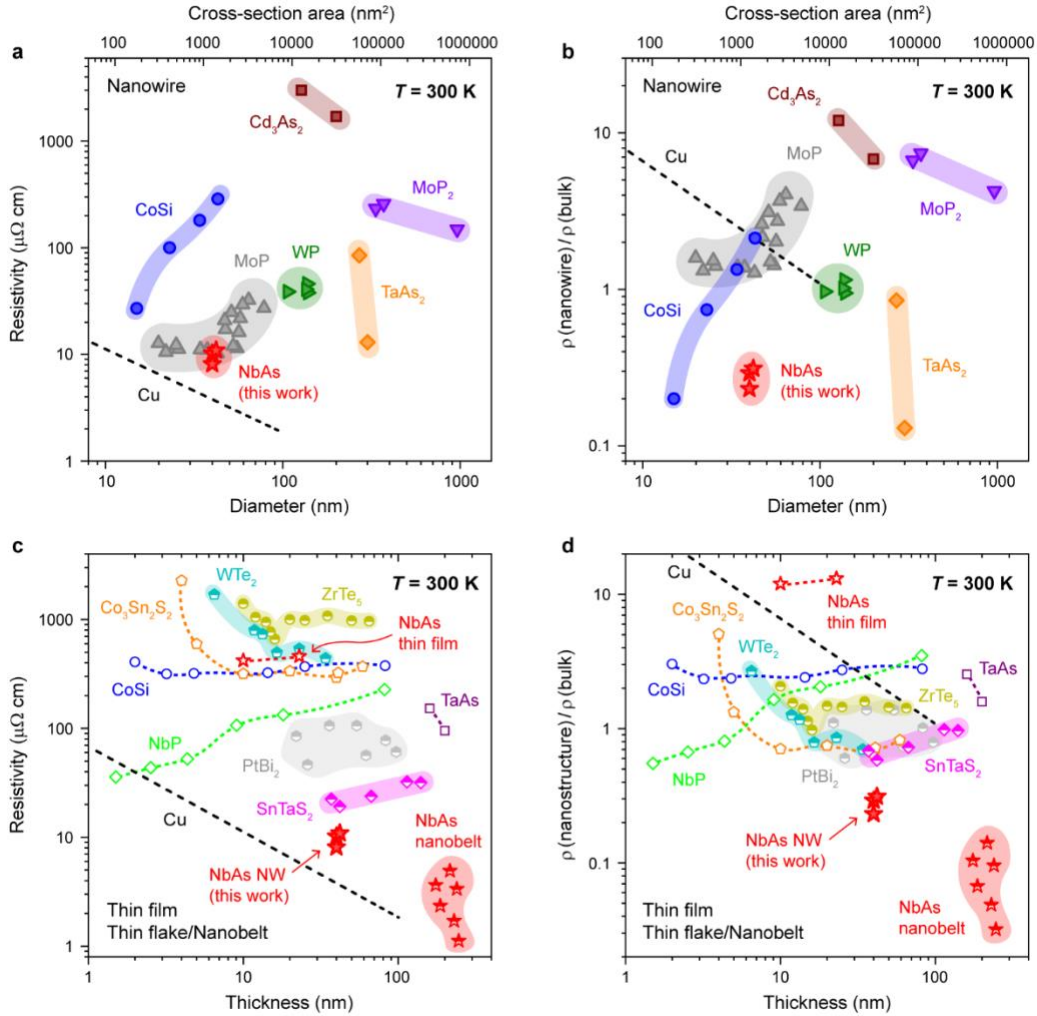 Cross-section area (nm²)
100 1000 10000 100000 1000000
a
Nanowire
T = 300 K
Cd₃As₂
MoP₂
CoSi
MoP
WP
TaAs₂
NbAs
(this work)
Cu
Resistivity (μΩ cm)
1000
100
10
1
10 100 1000
Diameter (nm)
Cross-section area (nm²)
100 1000 10000 100000 1000000
b
Nanowire
T = 300 K
Cd₃As₂
Cu
MoP
MoP₂
WP
CoSi
TaAs₂
NbAs
(this work)
ρ (nanowire) / ρ (bulk)
10
1
0.1
10 100 1000
Diameter (nm)
c
T = 300 K
WTe₂
ZrTe₅
Co₃Sn₂S₂
NbAs
thin film
CoSi
TaAs
NbP
PtBi₂
SnTaS₂
Cu
NbAs
nanobelt
NbAs NW
(this work)
Thin film
Thin flake/Nanobelt
Resistivity (μΩ cm)
1000
100
10
1
1 10 100
Thickness (nm)
d
T = 300 K
Cu
NbAs
thin film
Co₃Sn₂S₂
WTe₂
TaAs
CoSi
ZrTe₅
NbP
PtBi₂
SnTaS₂
NbAs NW
(this work)
NbAs
nanobelt
Thin film
Thin flake/Nanobelt
ρ (nanostructure) / ρ (bulk)
10
1
0.1
1 10 100
Thickness (nm)